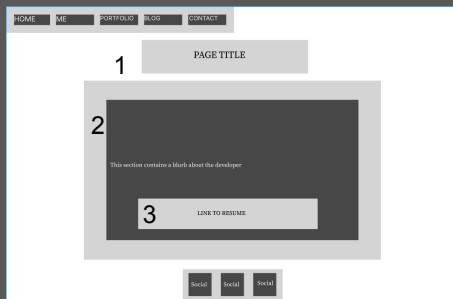 HOME ME PORTFOLIO BLOG CONTACT
1
PAGE TITLE
2
This section contains a blurb about the developer
3
LINK TO RESUME
Social Social Social